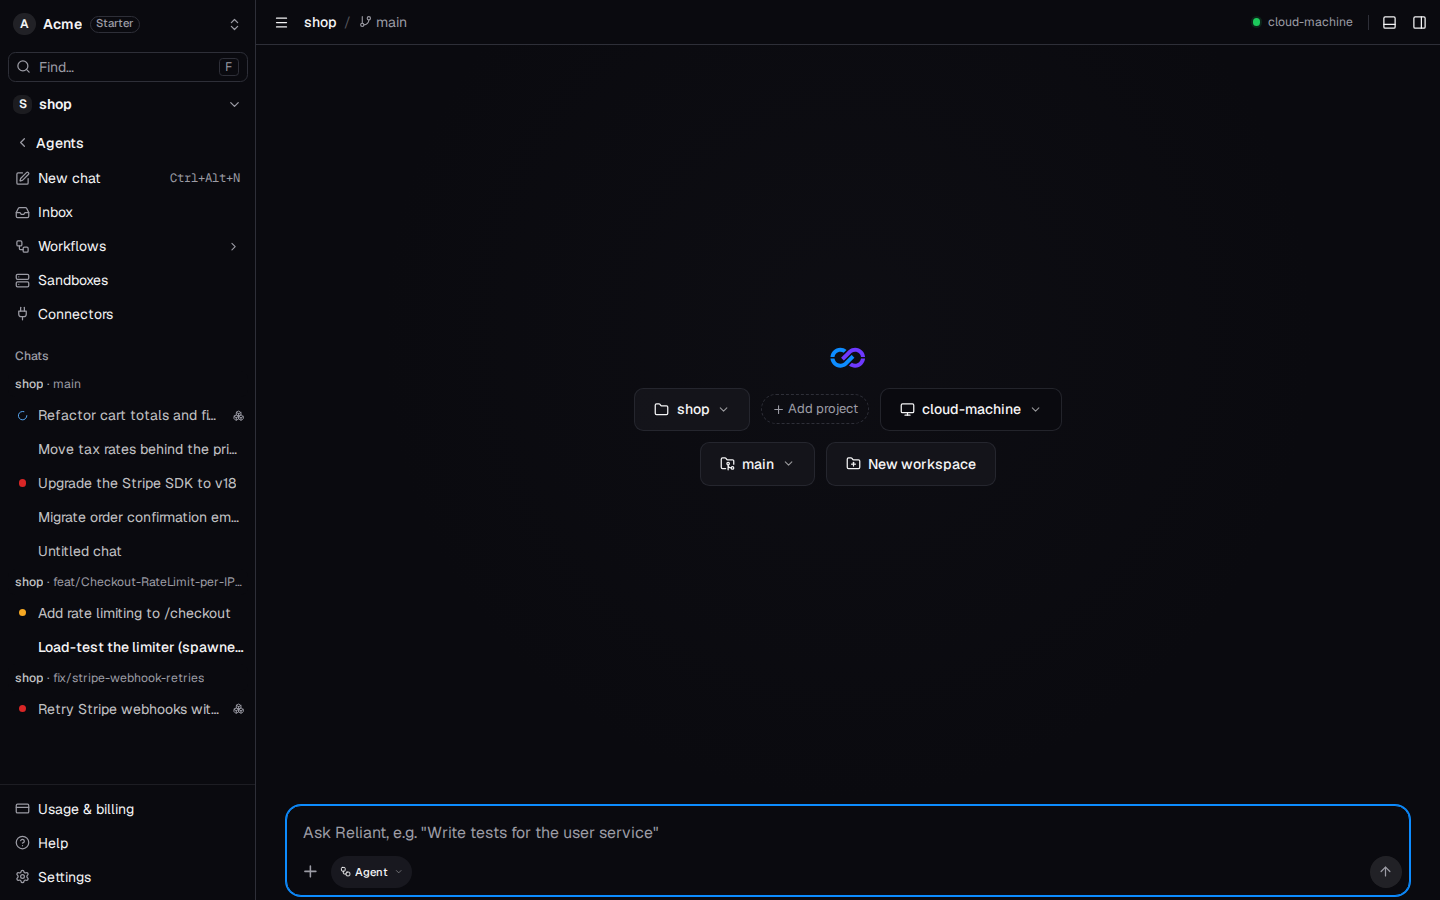 A Acme Starter
Find... F
S shop
Agents
New chat Ctrl+Alt+N
Inbox
Workflows
Sandboxes
Connectors
Chats
shop · main
Refactor cart totals and fi...
Move tax rates behind the pri...
Upgrade the Stripe SDK to v18
Migrate order confirmation em...
Untitled chat
shop · feat/Checkout-RateLimit-per-IP...
Add rate limiting to /checkout
Load-test the limiter (spawne...
shop · fix/stripe-webhook-retries
Retry Stripe webhooks wit...
Usage & billing
Help
Settings
shop / main
cloud-machine
shop
Add project
cloud-machine
main
New workspace
Ask Reliant, e.g. "Write tests for the user service"
Agent